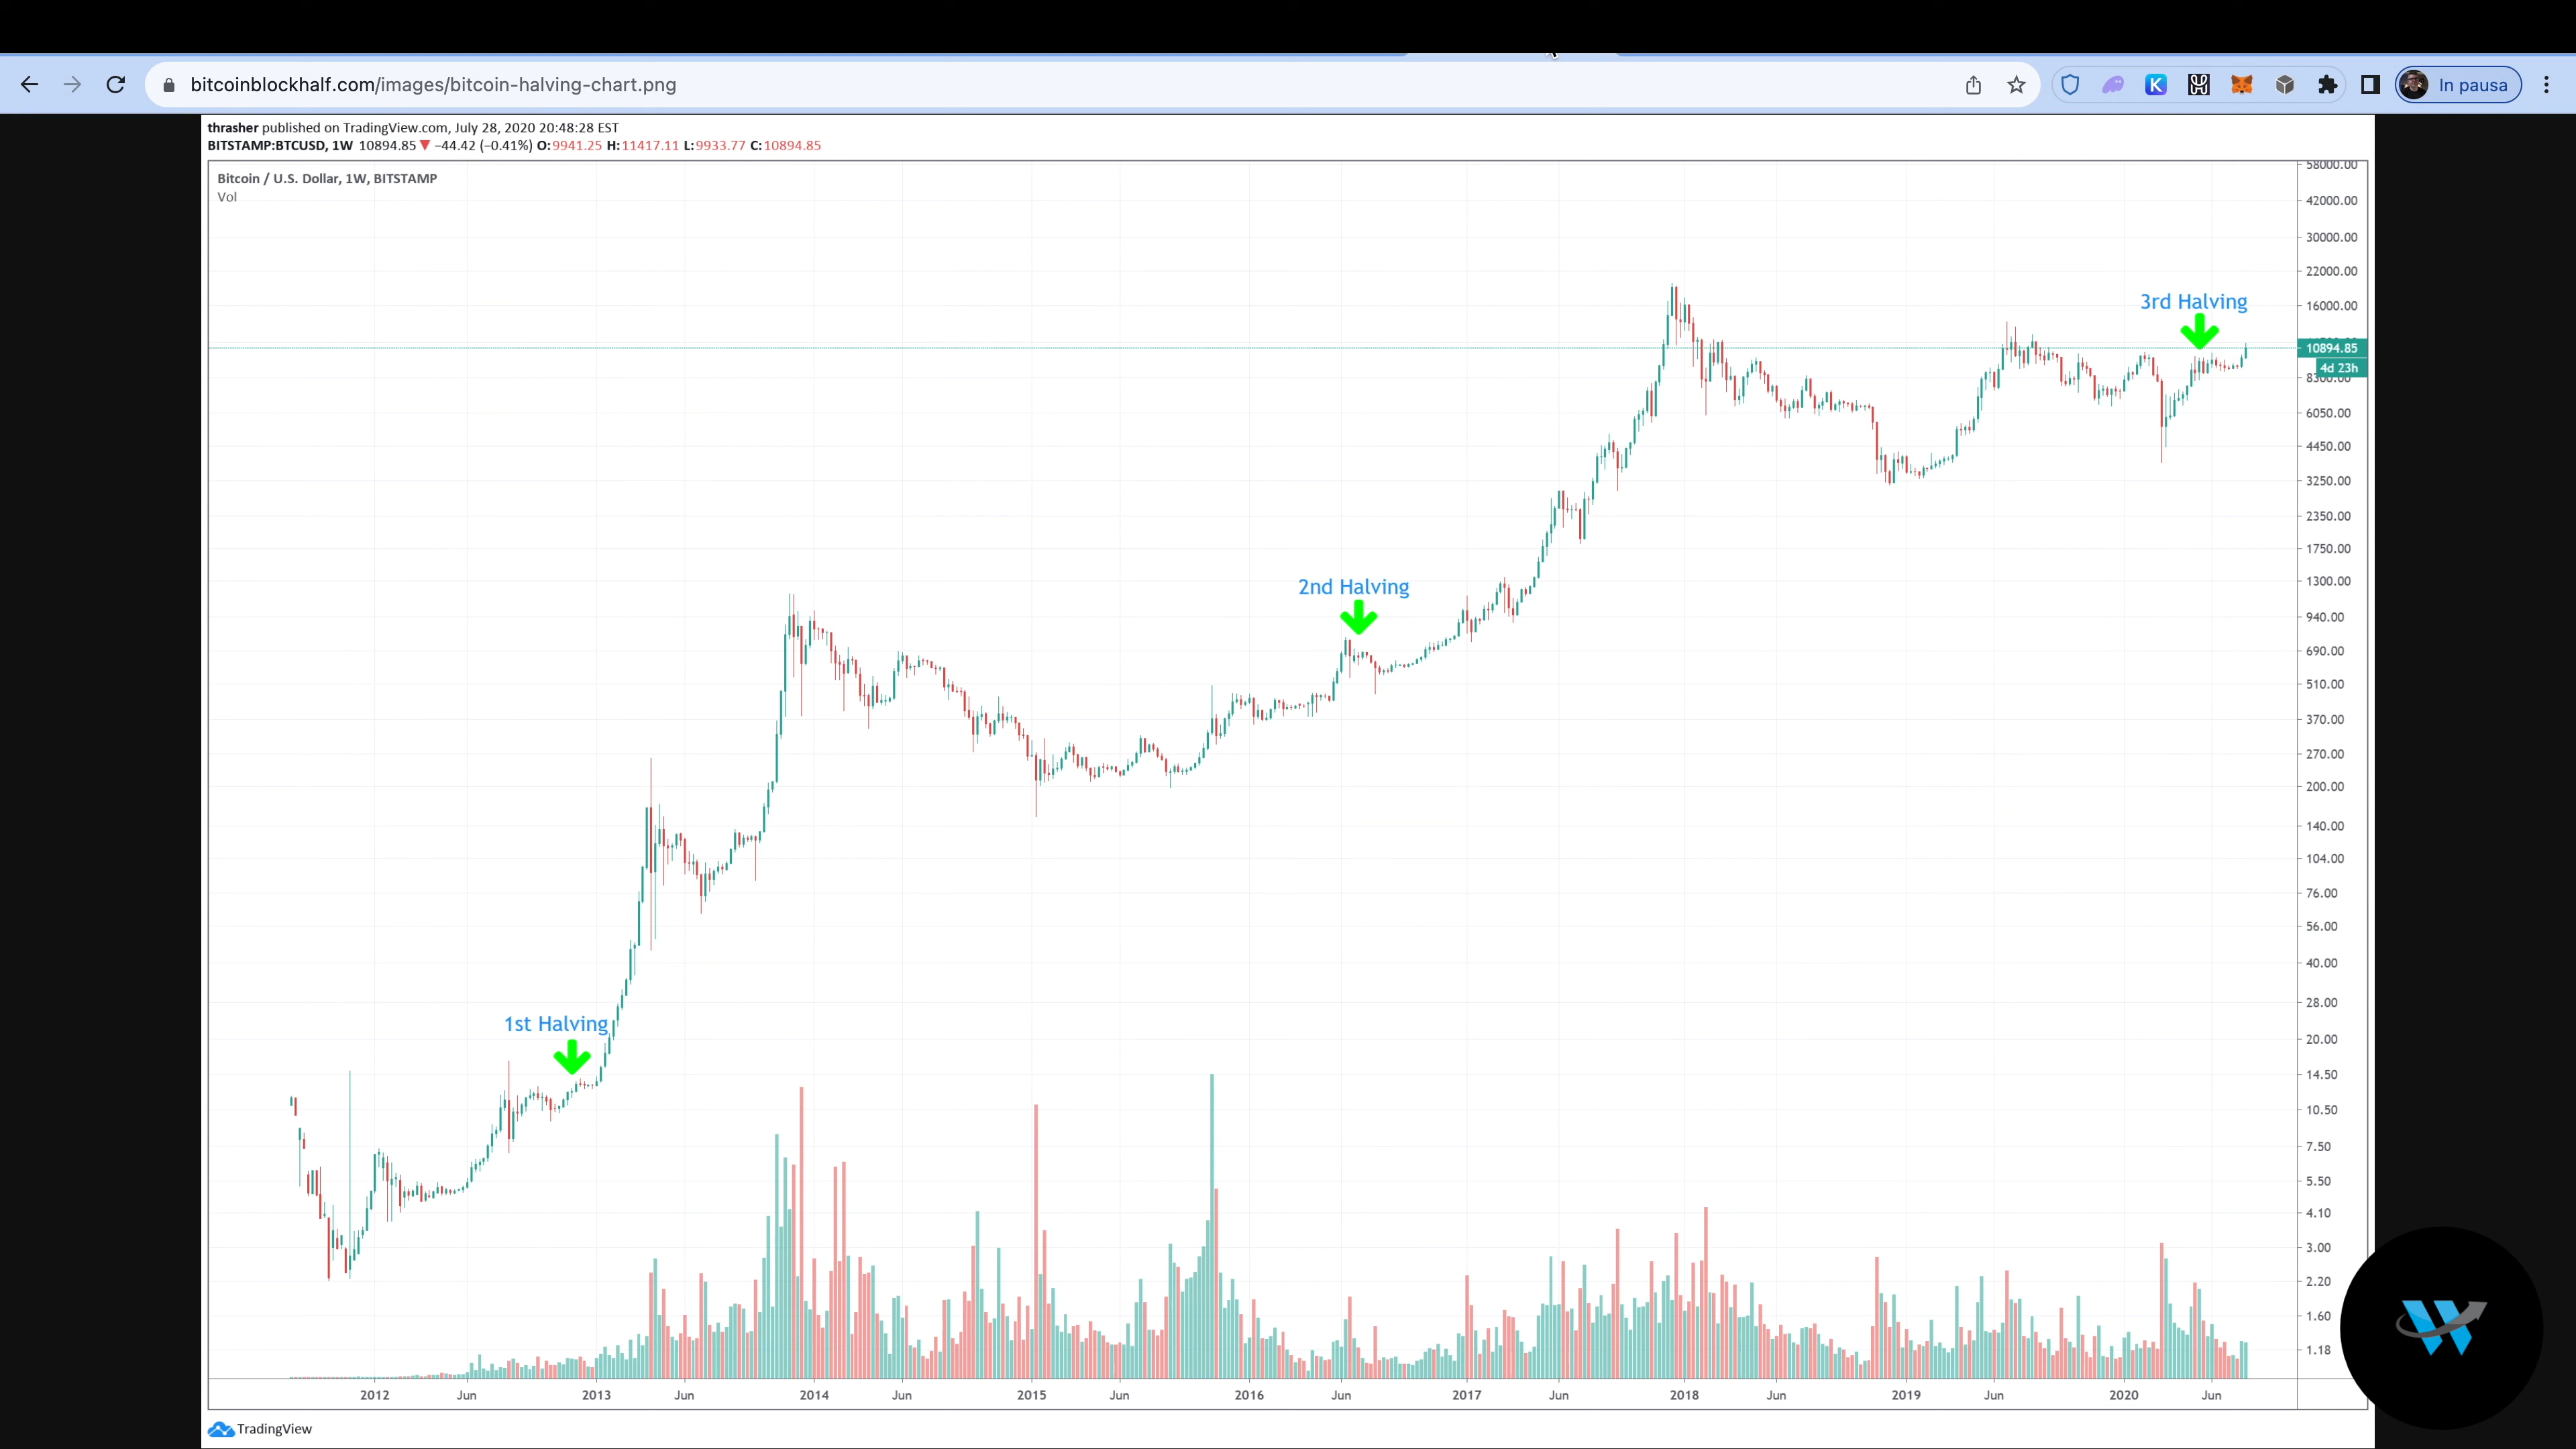 bitcoinblockhalf.com/images/bitcoin-halving-chart.png
In pausa
thrasher published on TradingView.com, July 28, 2020 20:48:28 EST
BITSTAMP:BTCUSD, 1W 10894.85 ▼ −44.42 (−0.41%) O:9941.25 H:11417.11 L:9933.77 C:10894.85
Bitcoin / U.S. Dollar, 1W, BITSTAMP
Vol
58000.00
42000.00
30000.00
22000.00
3rd Halving
16000.00
10894.85
4d 23h
8300.00
6050.00
4450.00
3250.00
2350.00
1750.00
2nd Halving
1300.00
940.00
690.00
510.00
370.00
270.00
200.00
140.00
104.00
76.00
56.00
40.00
28.00
1st Halving
20.00
14.50
10.50
7.50
5.50
4.10
3.00
2.20
1.60
1.18
2012 Jun 2013 Jun 2014 Jun 2015 Jun 2016 Jun 2017 Jun 2018 Jun 2019 Jun 2020 Jun
TradingView